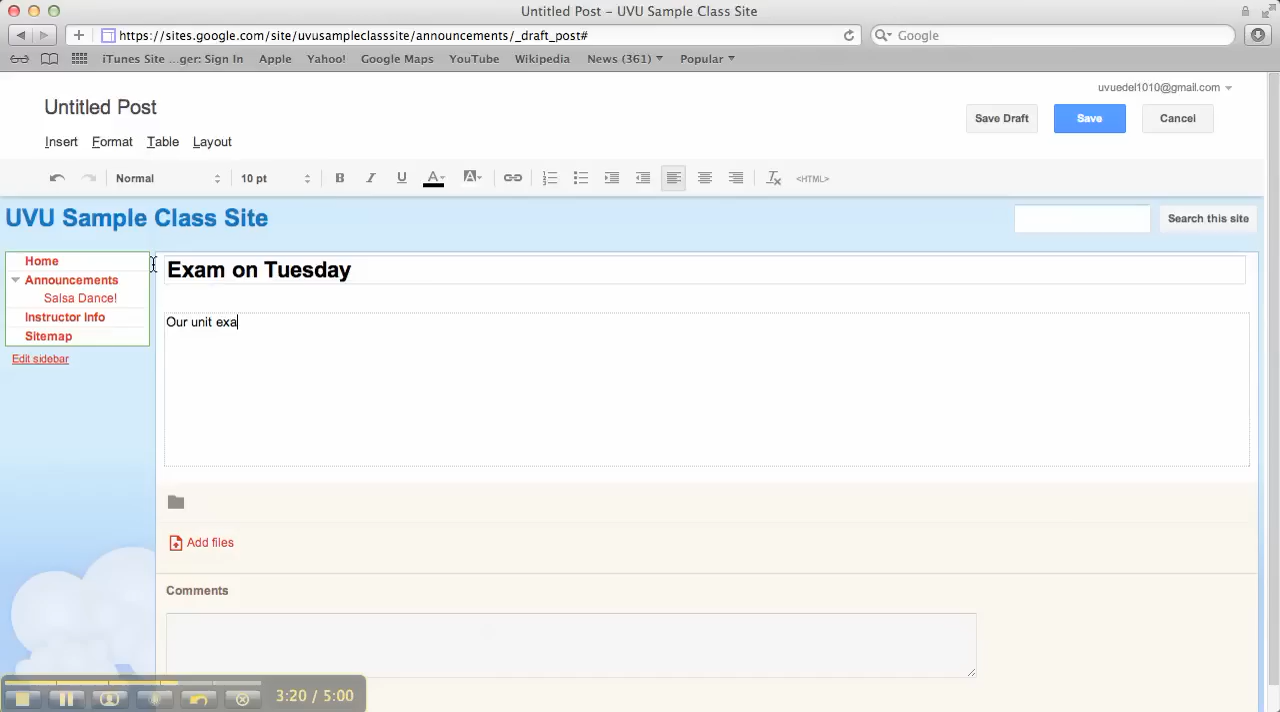 Untitled Post – UVU Sample Class Site
https://sites.google.com/site/uvusampleclasssite/announcements/_draft_post#
Google
iTunes Site ...ger: Sign In Apple Yahoo! Google Maps YouTube Wikipedia News (361) Popular
uvuedel1010@gmail.com
Untitled Post
Save Draft Save Cancel
Insert Format Table Layout
Normal 10 pt B I U A A <HTML>
UVU Sample Class Site
Search this site
Home
Announcements
Salsa Dance!
Instructor Info
Sitemap
Edit sidebar
Exam on Tuesday
Our unit exa
Add files
Comments
3:20 / 5:00